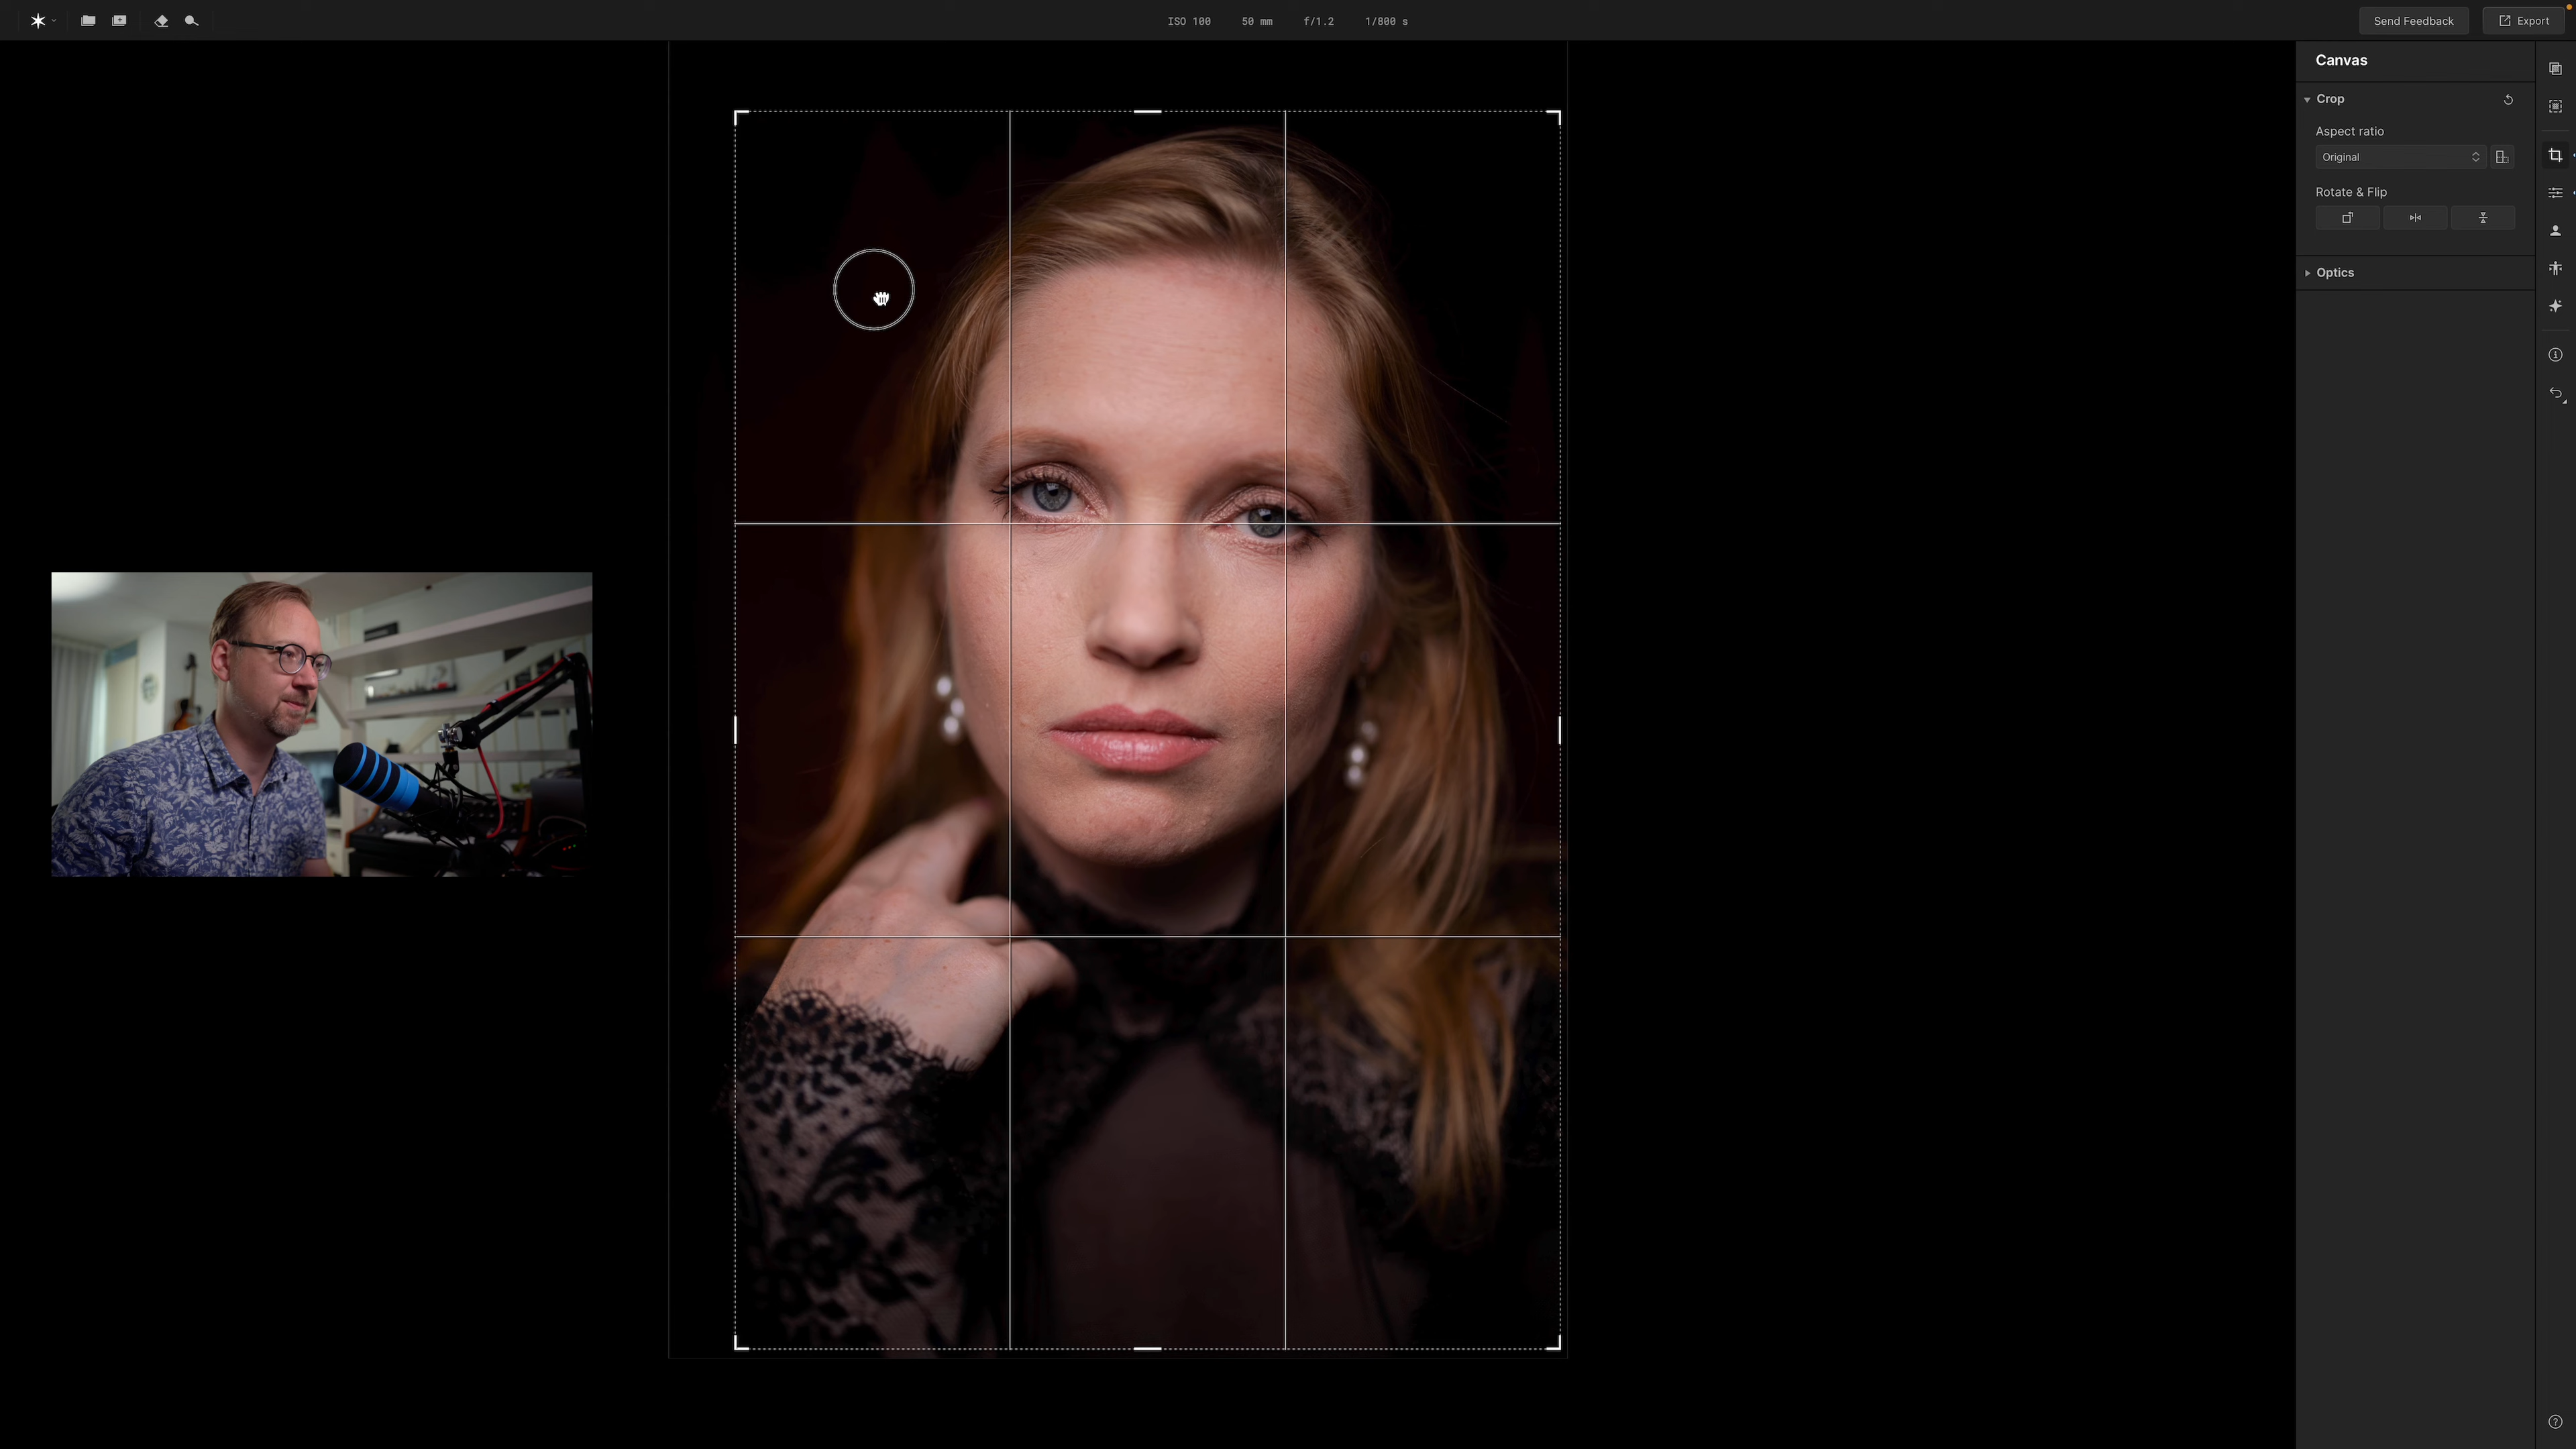 ISO 100 50 mm f/1.2 1/800 s
Send Feedback
Export
Canvas
Crop
Aspect ratio
Original
Rotate & Flip
Optics